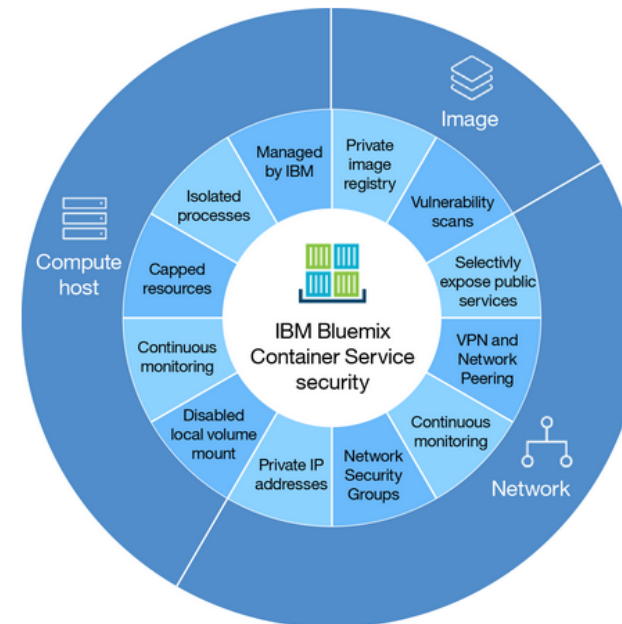 Image
Private
image
registry
Vulnerability
scans
Selectivly
expose public
services
VPN and
Network
Peering
Continuous
monitoring
Network
Network
Security
Groups
Private IP
addresses
Disabled
local volume
mount
Continuous
monitoring
Capped
resources
Compute
host
Isolated
processes
Managed
by IBM
IBM Bluemix
Container Service
security